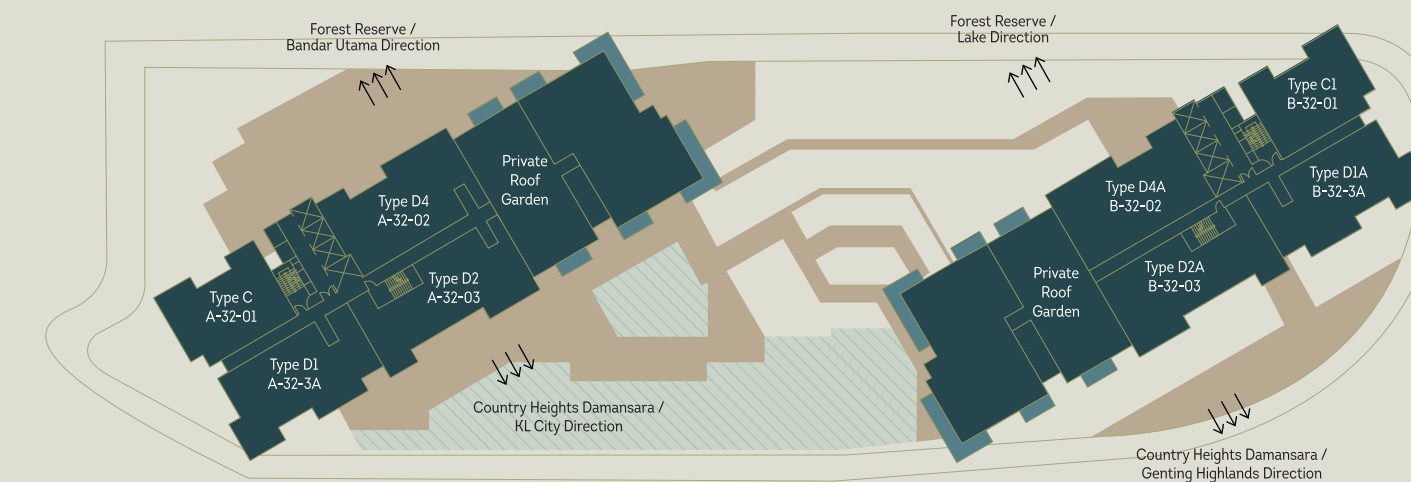 Forest Reserve /
Bandar Utama Direction
Forest Reserve /
Lake Direction
Type C1
B-32-01
Private
Roof
Garden
Type D4
A-32-02
Type D4A
B-32-02
Type D1A
B-32-3A
Type D2
A-32-03
Type C
A-32-01
Type D2A
B-32-03
Private
Roof
Garden
Type D1
A-32-3A
Country Heights Damansara /
KL City Direction
Country Heights Damansara /
Genting Highlands Direction